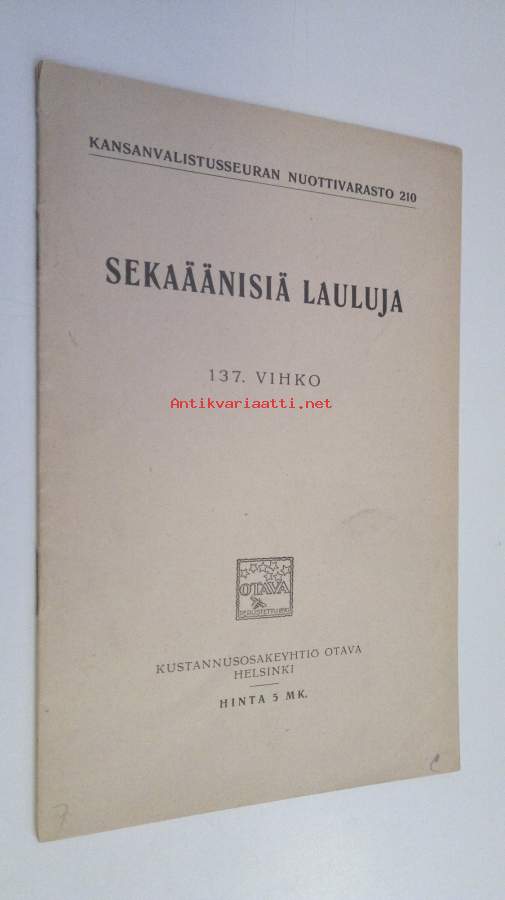 KANSANVALISTUSSEURAN NUOTTIVARASTO 210
SEKAÄÄNISIÄ LAULUJA
137. VIHKO
Antikvariaatti.net
OTAVA
KUSTANNUSOSAKEYHTIÖ OTAVA
HELSINKI
HINTA 5 MK.